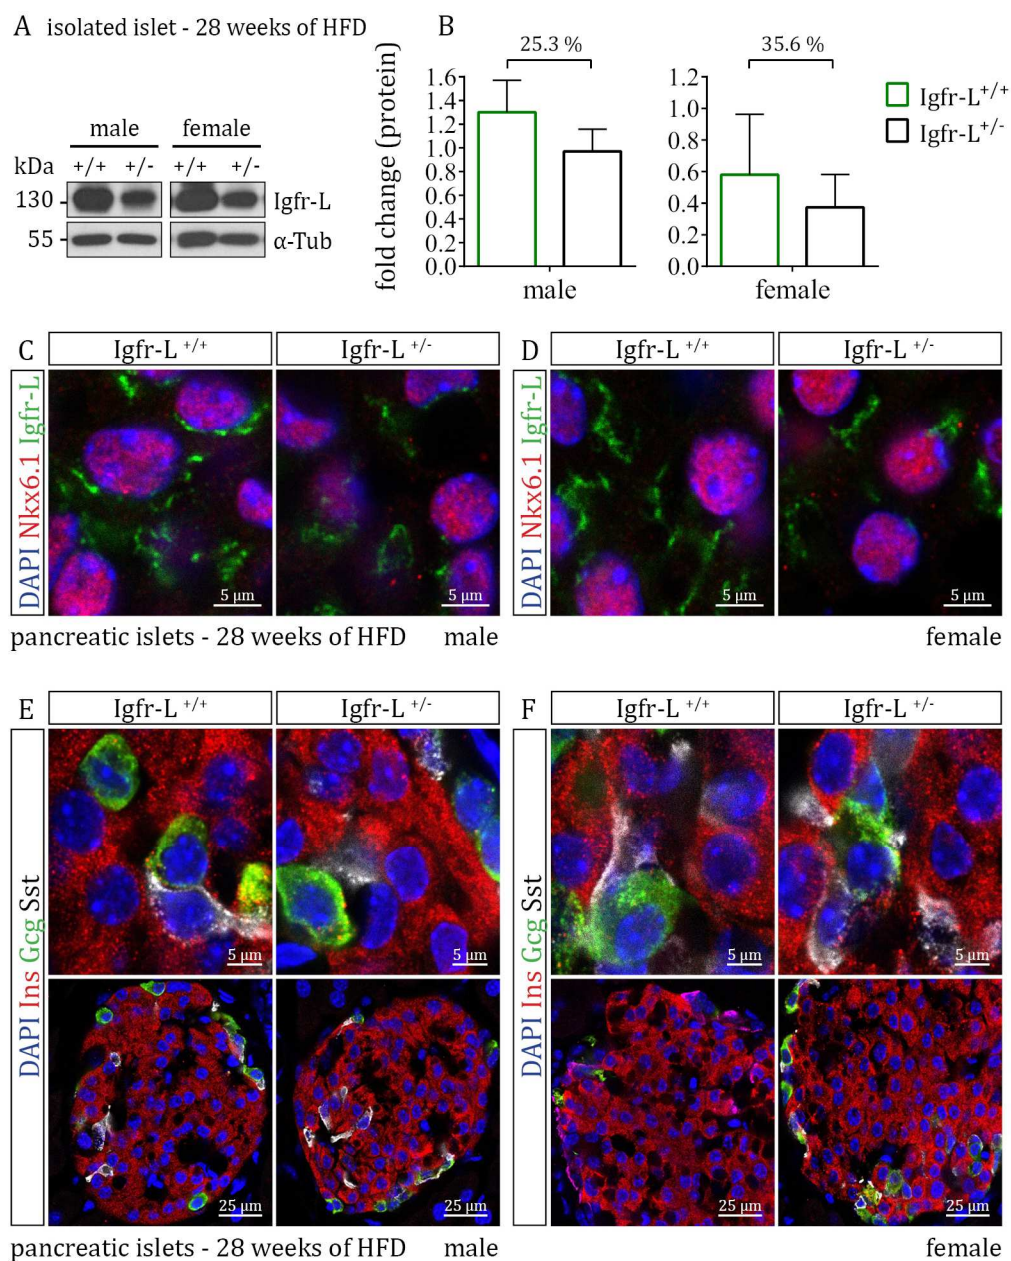 A isolated islet - 28 weeks of HFD
male female
kDa +/+ +/- +/+ +/-
130 Igfr-L
55 α-Tub
B
25.3 %
35.6 %
fold change (protein)
1.6
1.4
1.2
1.0
0.8
0.6
0.4
0.2
0.0
male
1.2
1.0
0.8
0.6
0.4
0.2
0.0
female
Igfr-L+/+
Igfr-L+/-
C Igfr-L +/+ Igfr-L +/-
DAPI Nkx6.1 Igfr-L
5 µm 5 µm
D Igfr-L +/+ Igfr-L +/-
DAPI Nkx6.1 Igfr-L
5 µm 5 µm
pancreatic islets - 28 weeks of HFD male female
E Igfr-L +/+ Igfr-L +/-
DAPI Ins Gcg Sst
5 µm 5 µm
25 µm 25 µm
F Igfr-L +/+ Igfr-L +/-
DAPI Ins Gcg Sst
5 µm 5 µm
25 µm 25 µm
pancreatic islets - 28 weeks of HFD male female